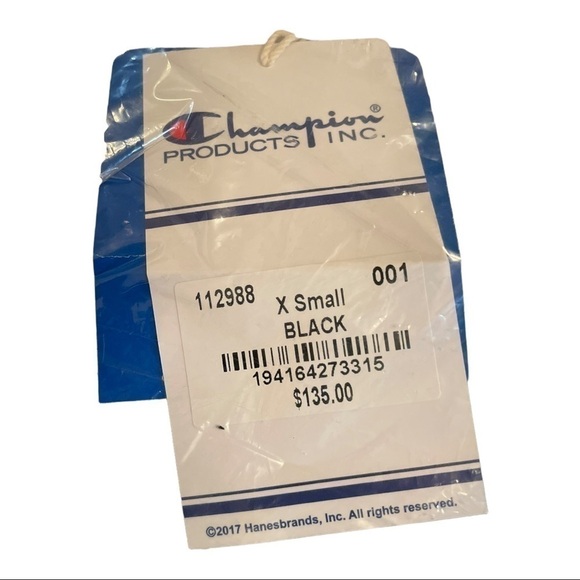 Champion®
PRODUCTS INC.
112988 X Small 001
BLACK
194164273315
$135.00
©2017 Hanesbrands, Inc. All rights reserved.